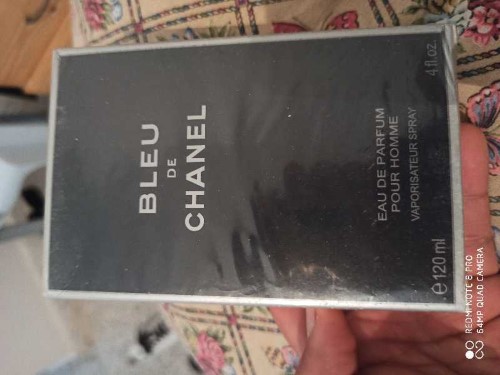 BLEU
DE
CHANEL
EAU DE PARFUM
POUR HOMME
VAPORISATEUR SPRAY
e 120 ml
4 fl.oz.
REDMI NOTE 8 PRO
64MP QUAD CAMERA